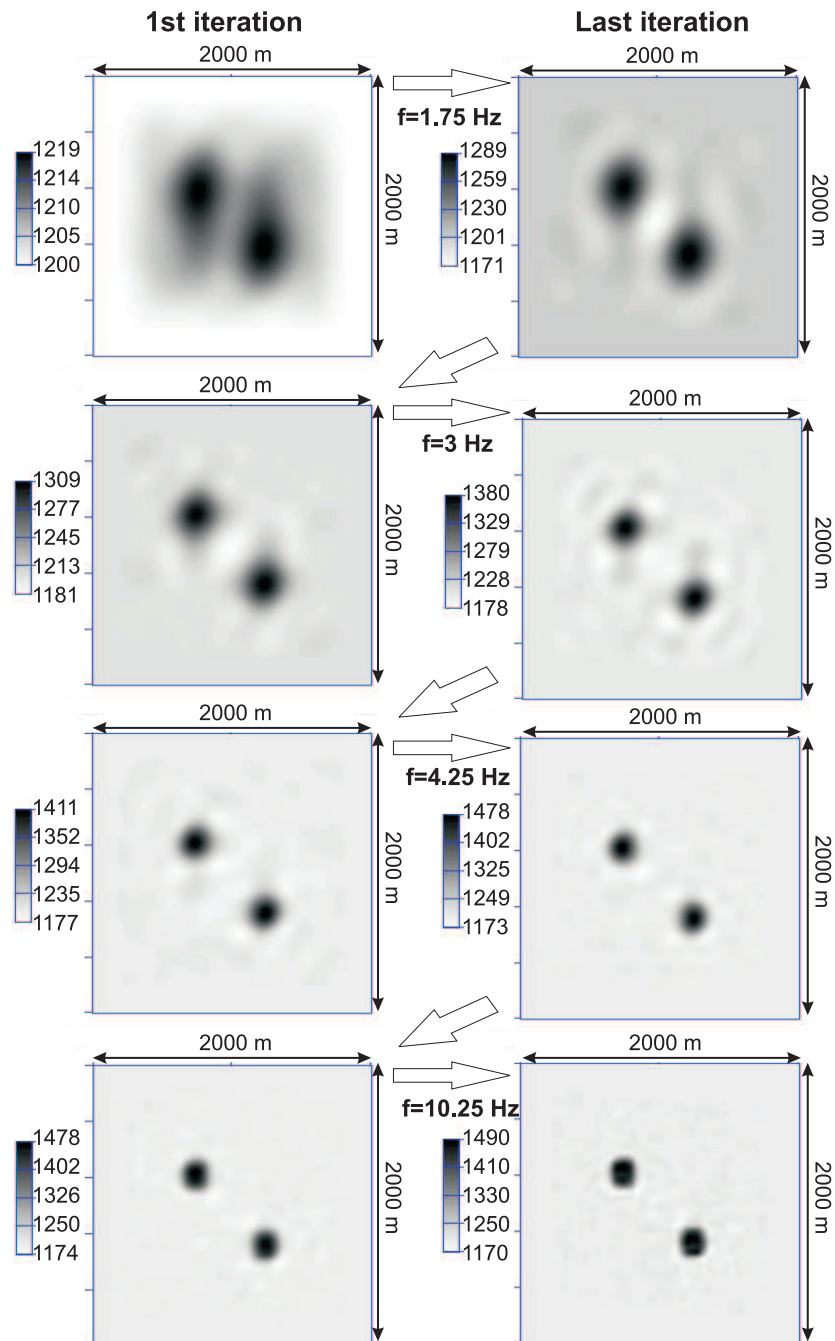 1st iteration
Last iteration
2000 m
2000 m
f=1.75 Hz
1219
1214
1210
1205
1200
2000 m
1289
1259
1230
1201
1171
2000 m
2000 m
2000 m
f=3 Hz
1309
1277
1245
1213
1181
2000 m
1380
1329
1279
1228
1178
2000 m
2000 m
2000 m
f=4.25 Hz
1411
1352
1294
1235
1177
2000 m
1478
1402
1325
1249
1173
2000 m
2000 m
2000 m
f=10.25 Hz
1478
1402
1326
1250
1174
2000 m
1490
1410
1330
1250
1170
2000 m